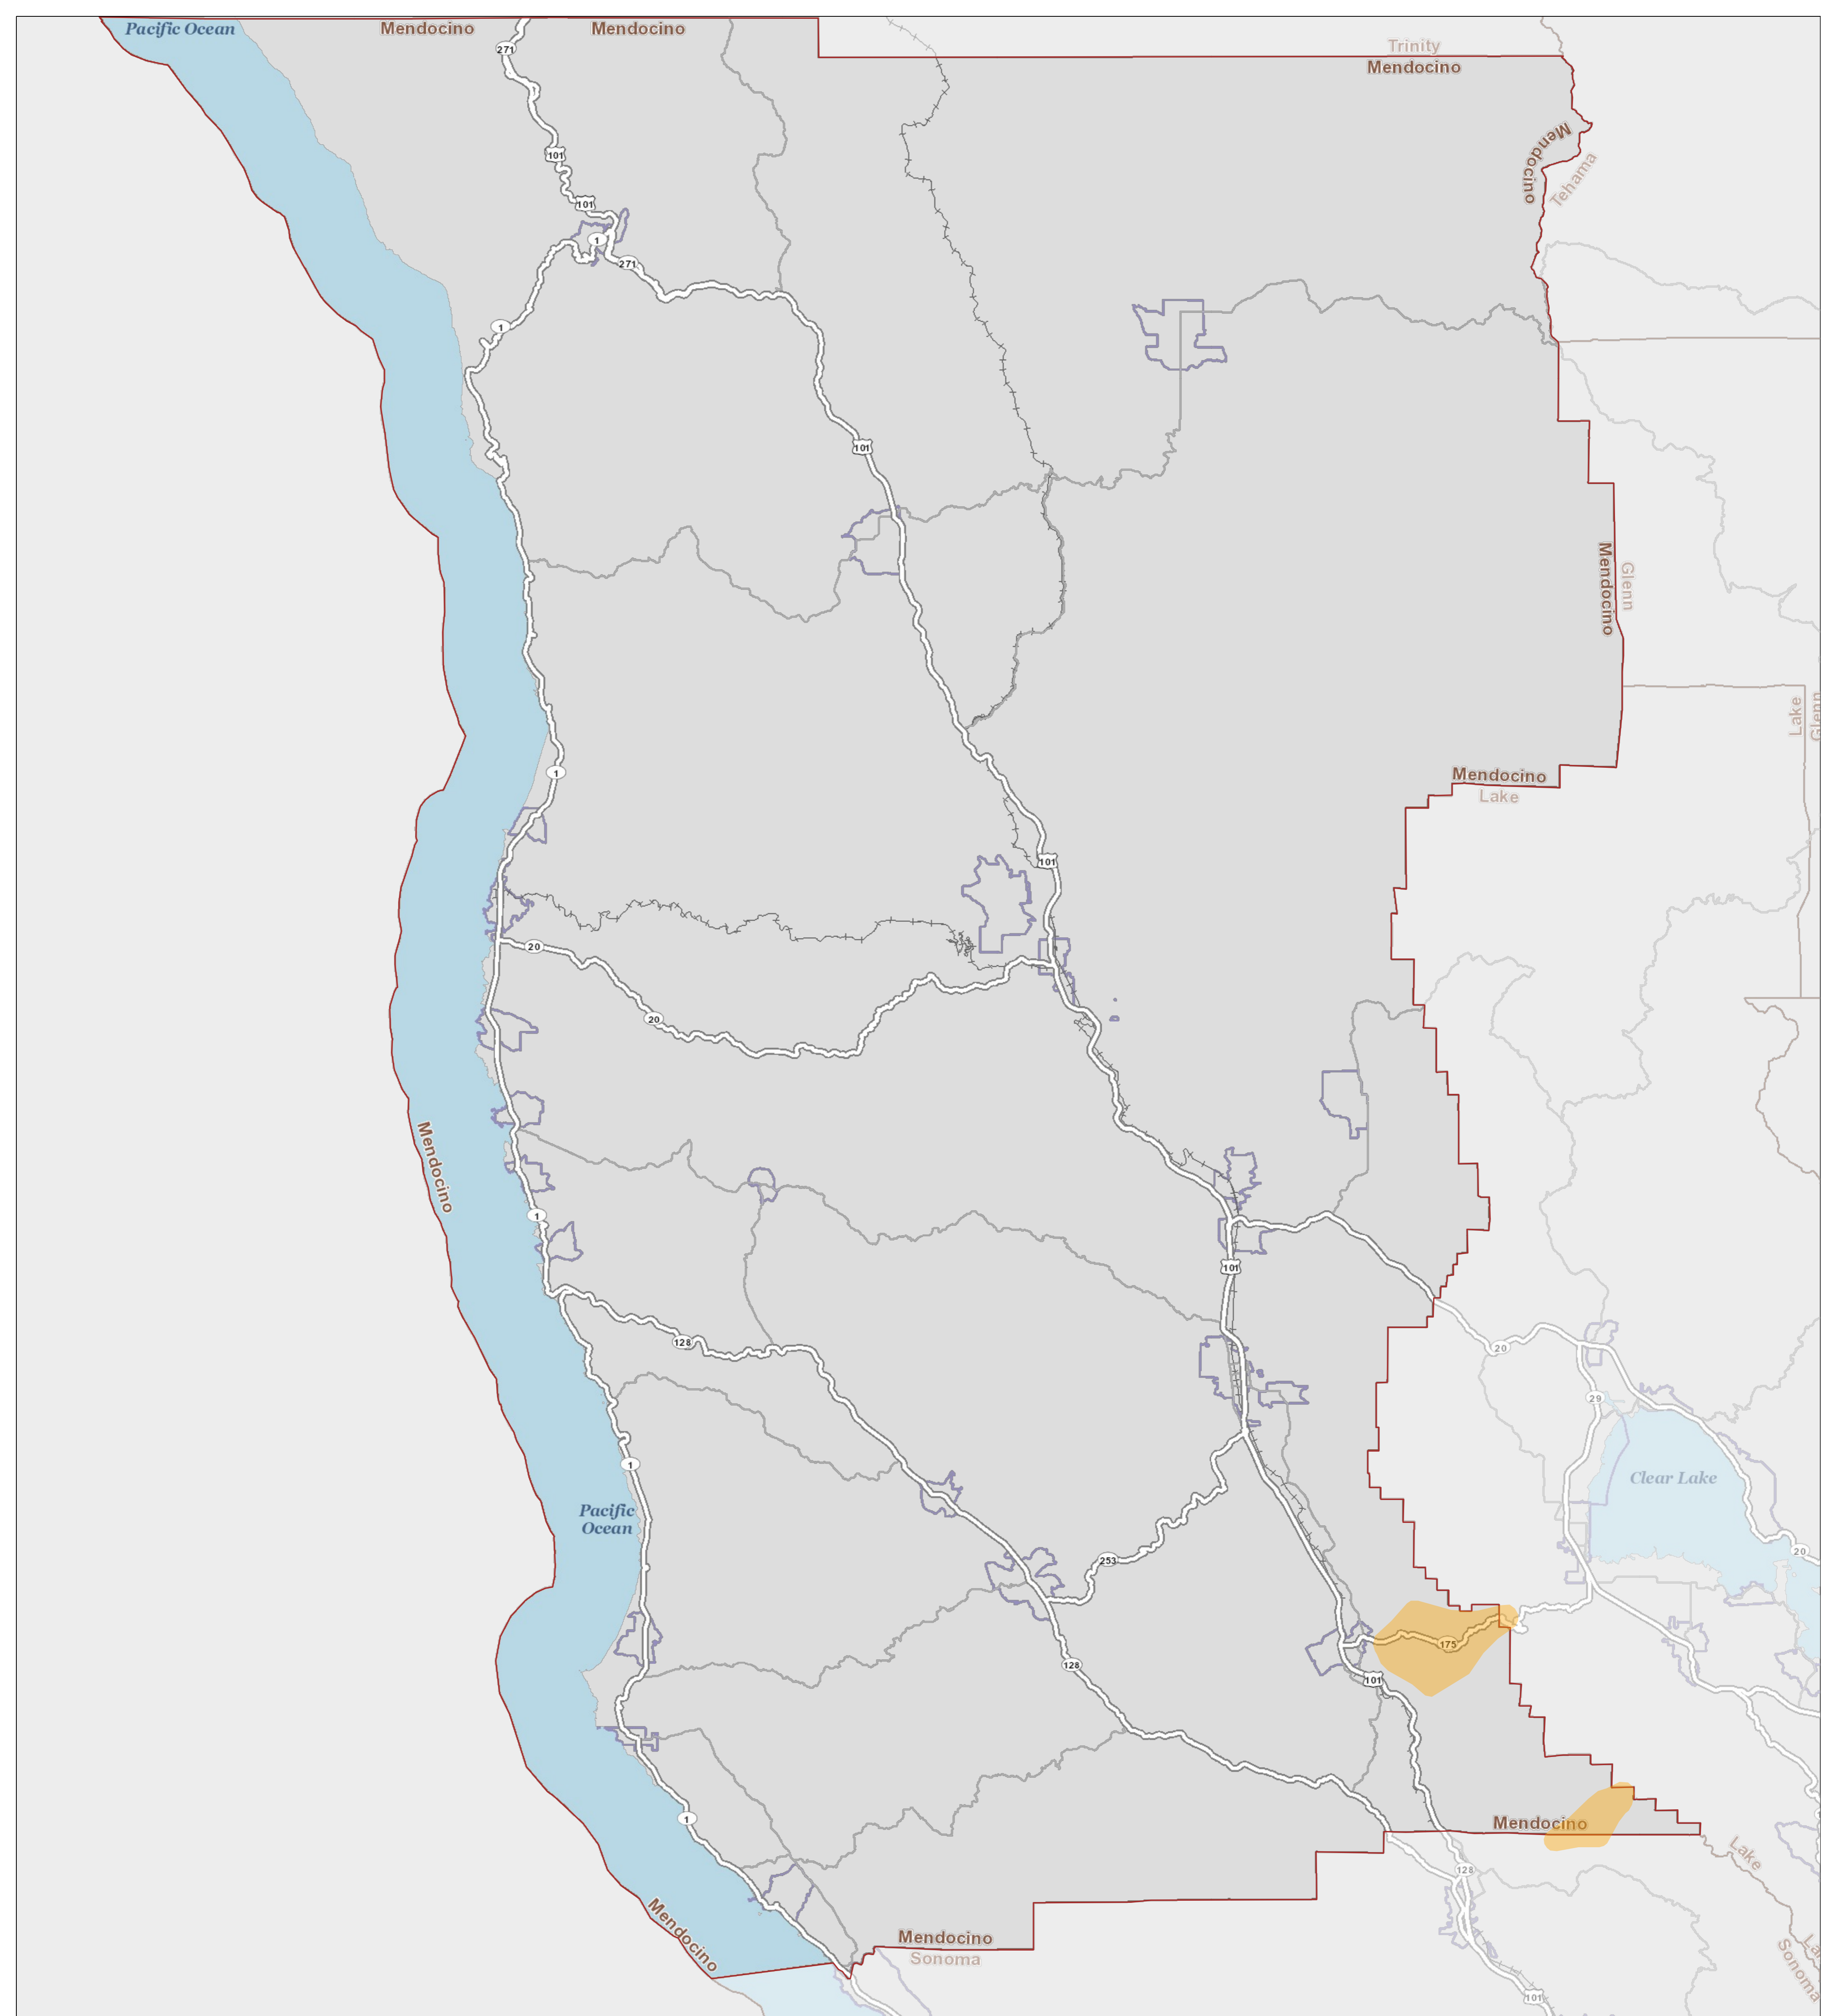 Pacific Ocean
Mendocino
Mendocino
271
Trinity
Mendocino
Mendocino
Tehama
101
101
1
271
1
101
Mendocino
Glenn
Lake
Glenn
Mendocino
Lake
1
101
20
20
Mendocino
1
101
128
20
29
1
Clear Lake
Pacific
Ocean
253
20
175
128
101
1
Mendocino
Lake
128
Mendocino
Mendocino
Sonoma
Sonoma
101